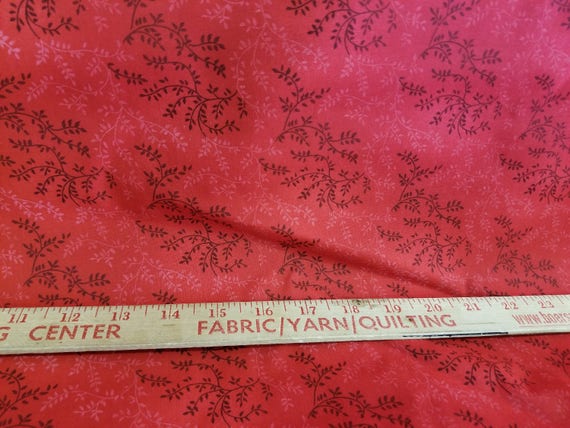 11 12 13 14 15 16 17 18 19 20 21 22 23
CENTER FABRIC/YARN/QUILTING